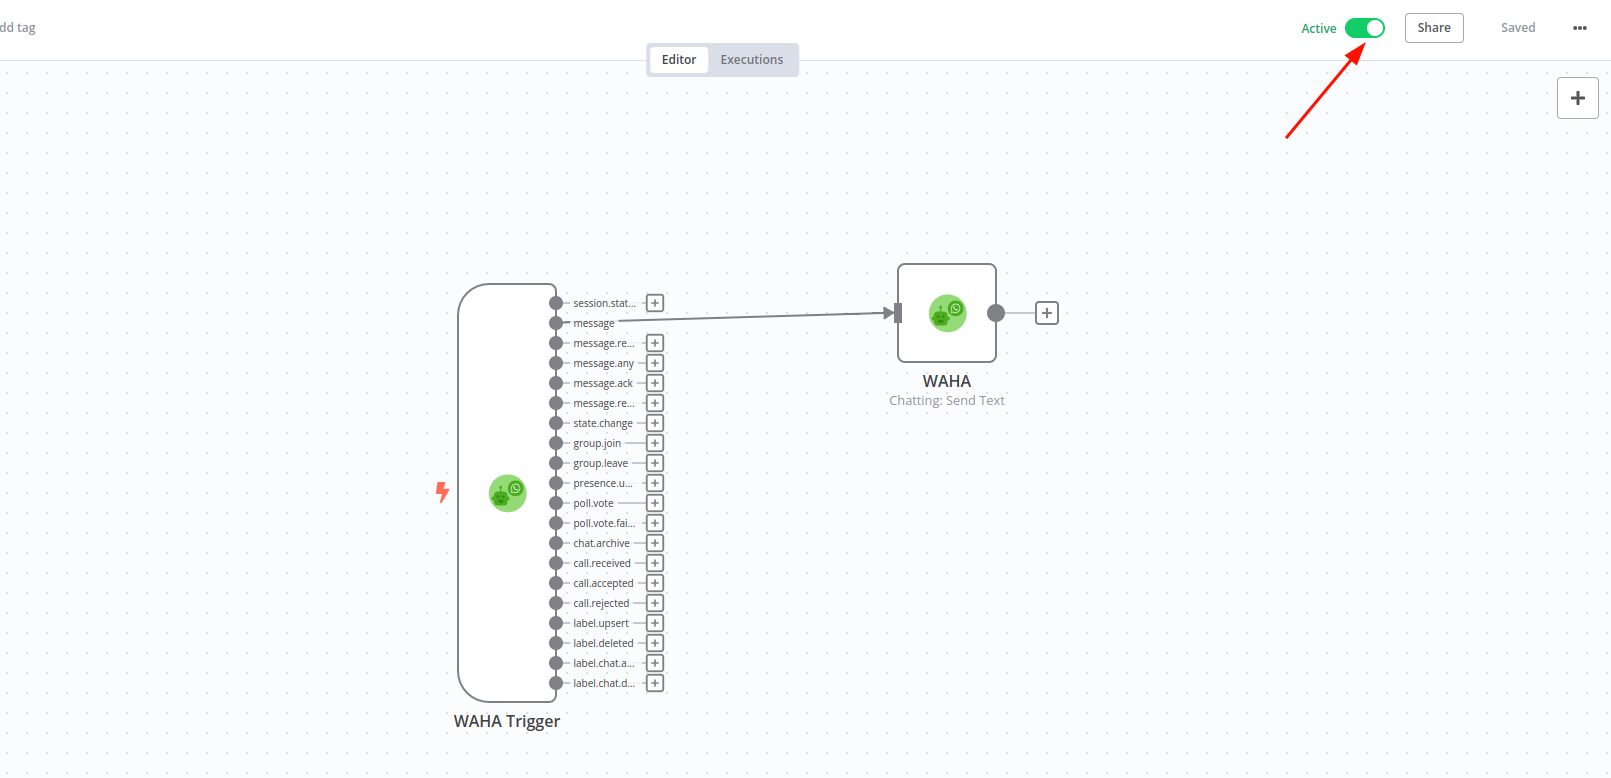 dd tag
Active
Share
Saved
Editor
Executions
session.stat...
message
message.re...
message.any
message.ack
message.re...
state.change
group.join
group.leave
presence.u...
poll.vote
poll.vote.fai...
chat.archive
call.received
call.accepted
call.rejected
label.upsert
label.deleted
label.chat.a...
label.chat.d...
WAHA Trigger
WAHA
Chatting: Send Text